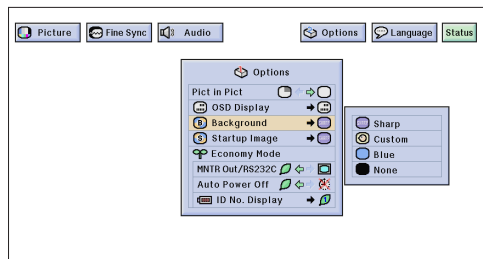 Picture
Fine Sync
Audio
Options
Language
Status
Options
Pict in Pict
OSD Display
B Background
S Startup Image
Economy Mode
MNTR Out/RS232C
Auto Power Off
ID No. Display 1
Sharp
Custom
Blue
None